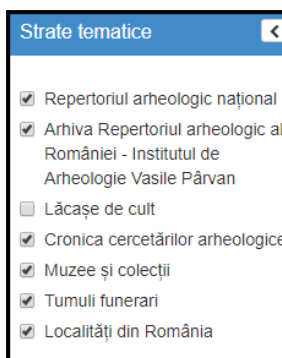 Strate tematice
Repertoriul arheologic național
Arhiva Repertoriul arheologic al
României - Institutul de
Arheologie Vasile Pârvan
Lăcașe de cult
Cronica cercetărilor arheologice
Muzee și colecții
Tumuli funerari
Localități din România